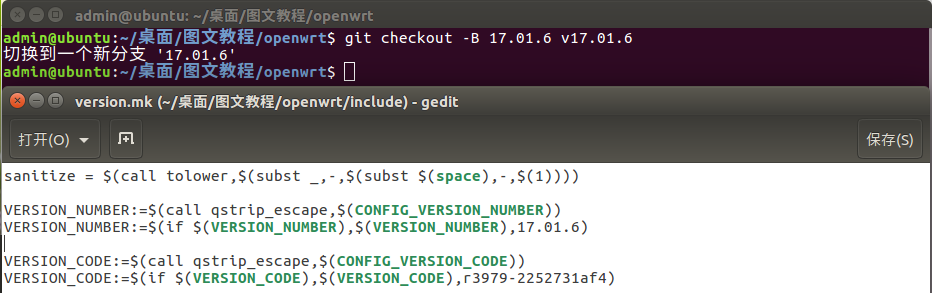 admin@ubuntu: ~/桌面/图文教程/openwrt
admin@ubuntu:~/桌面/图文教程/openwrt$ git checkout -B 17.01.6 v17.01.6
切换到一个新分支 '17.01.6'
admin@ubuntu:~/桌面/图文教程/openwrt$
version.mk (~/桌面/图文教程/openwrt/include) - gedit
打开(O)
保存(S)
sanitize = $(call tolower,$(subst _,-,$(subst $(space),-,$(1))))
VERSION_NUMBER:=$(call qstrip_escape,$(CONFIG_VERSION_NUMBER))
VERSION_NUMBER:=$(if $(VERSION_NUMBER),$(VERSION_NUMBER),17.01.6)
VERSION_CODE:=$(call qstrip_escape,$(CONFIG_VERSION_CODE))
VERSION_CODE:=$(if $(VERSION_CODE),$(VERSION_CODE),r3979-2252731af4)